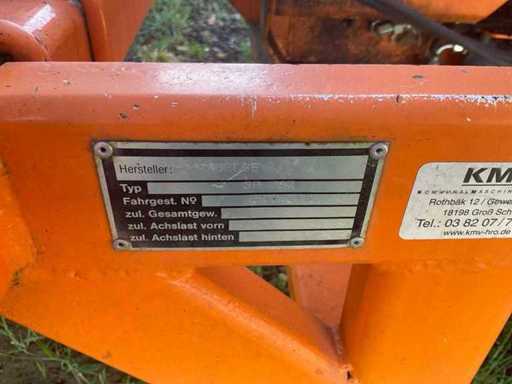 Hersteller:
Typ
Fahrgest. NO
zul. Gesamtgew.
zul. Achslast vorn
zul. Achslast hinten
KM
Rothbäk 12 / Gewe
18198 Groß Sch
Tel.: 03 82 07/7
www.kmv-hro.de